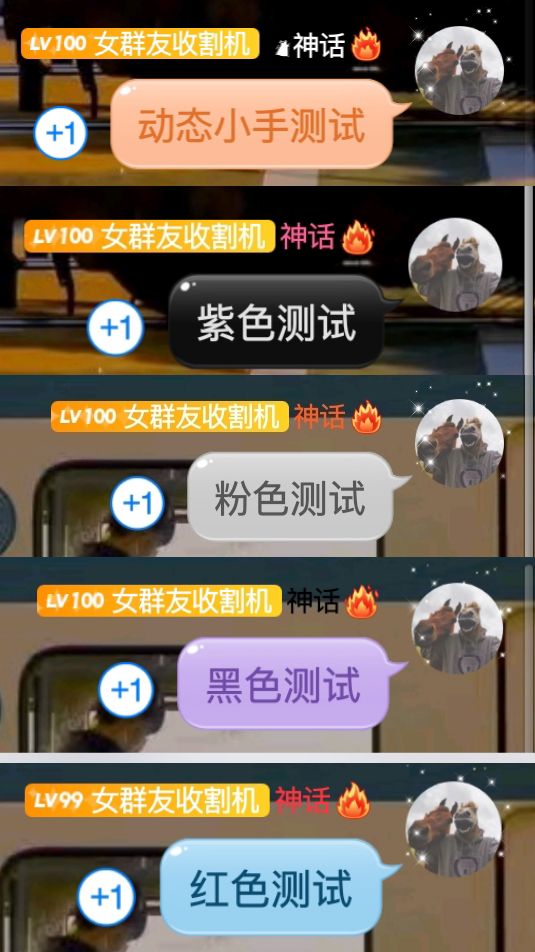 LV100 女群友收割机 神话
+1 动态小手测试
LV100 女群友收割机 神话
+1 紫色测试
LV100 女群友收割机 神话
+1 粉色测试
LV100 女群友收割机 神话
+1 黑色测试
LV99 女群友收割机 神话
+1 红色测试